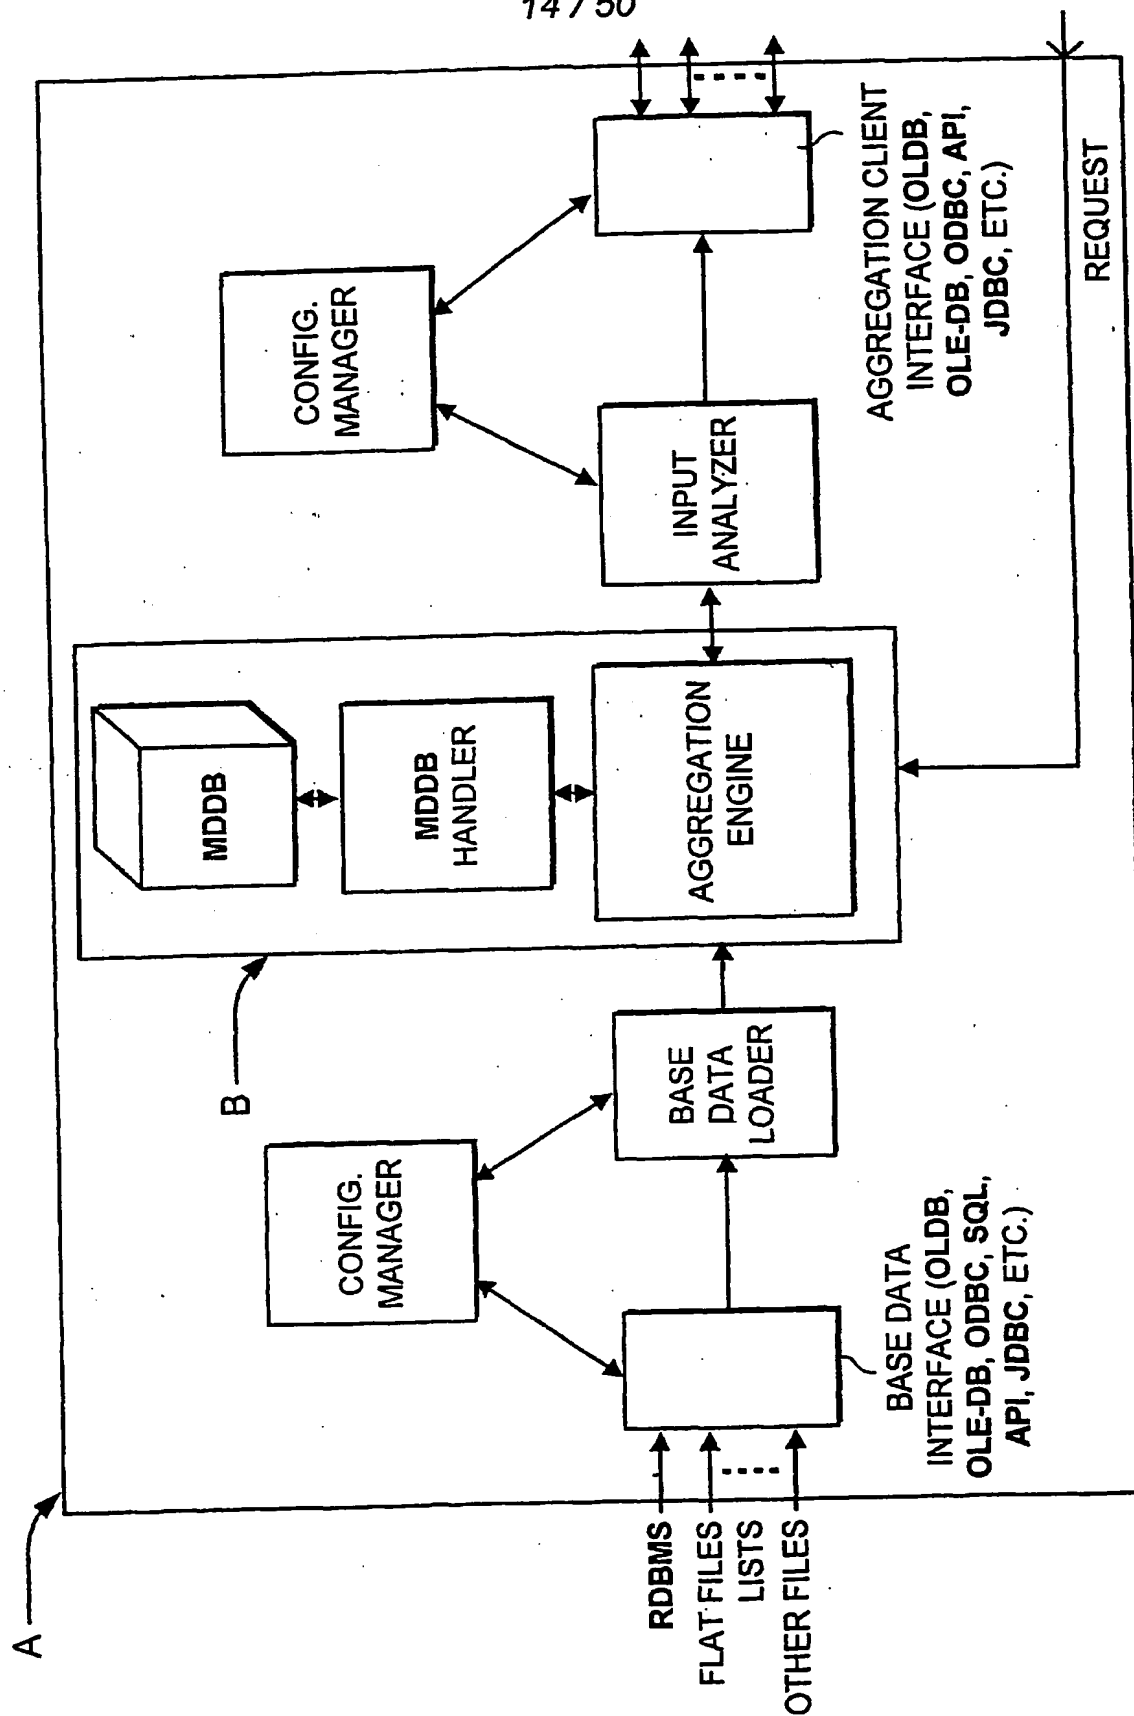 14 / 50
A
B
CONFIG.
MANAGER
RDBMS
FLAT FILES
LISTS
OTHER FILES
BASE DATA
INTERFACE (OLDB,
OLE-DB, ODBC, SQL,
API, JDBC, ETC.)
BASE
DATA
LOADER
MDDB
MDDB
HANDLER
AGGREGATION
ENGINE
CONFIG.
MANAGER
INPUT
ANALYZER
AGGREGATION CLIENT
INTERFACE (OLDB,
OLE-DB, ODBC, API,
JDBC, ETC.)
REQUEST